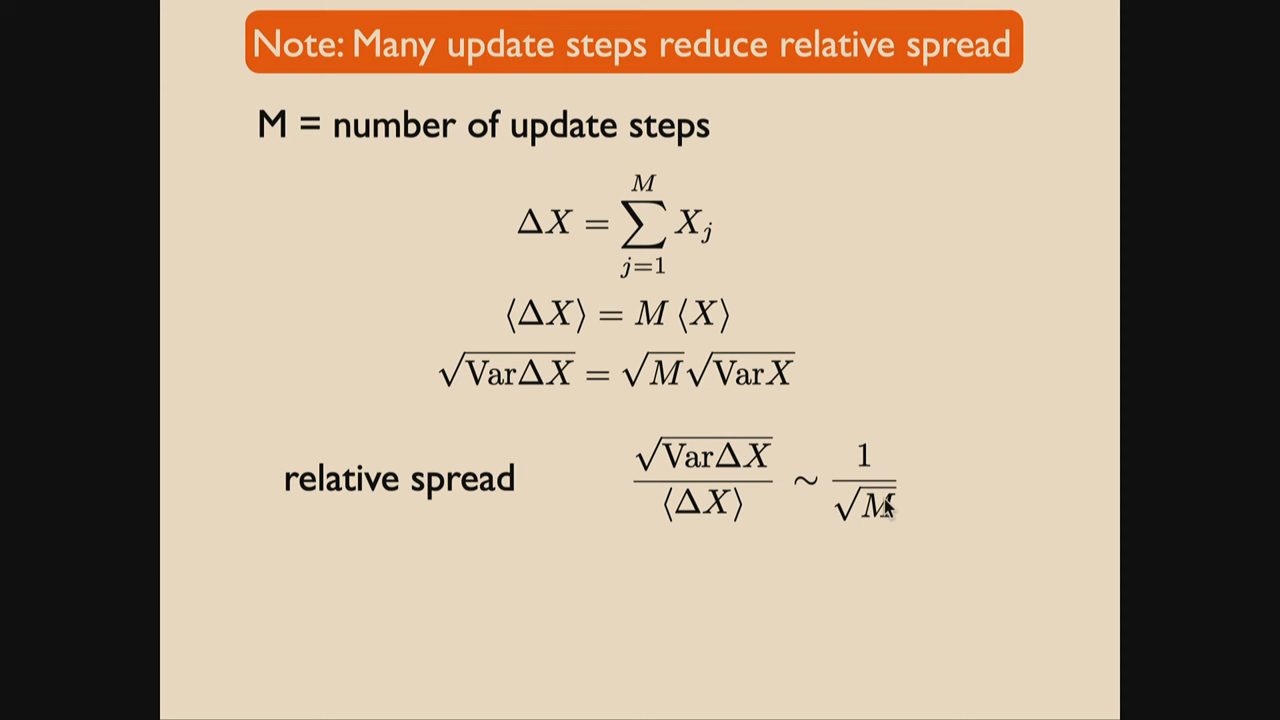 Note: Many update steps reduce relative spread
M = number of update steps
ΔX = ∑_{j=1}^{M} X_j
⟨ΔX⟩ = M ⟨X⟩
√(VarΔX) = √M √(VarX)
relative spread √(VarΔX) / ⟨ΔX⟩ ∼ 1 / √M